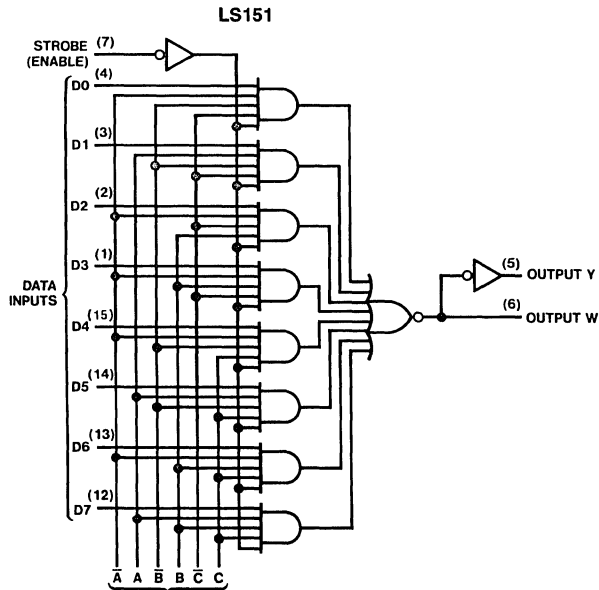 LS151
STROBE (7)
(ENABLE)
D0 (4)
D1 (3)
D2 (2)
D3 (1)
DATA
INPUTS
D4 (15)
D5 (14)
D6 (13)
D7 (12)
(5) OUTPUT Y
(6) OUTPUT W
A̅ A B̅ B C̅ C